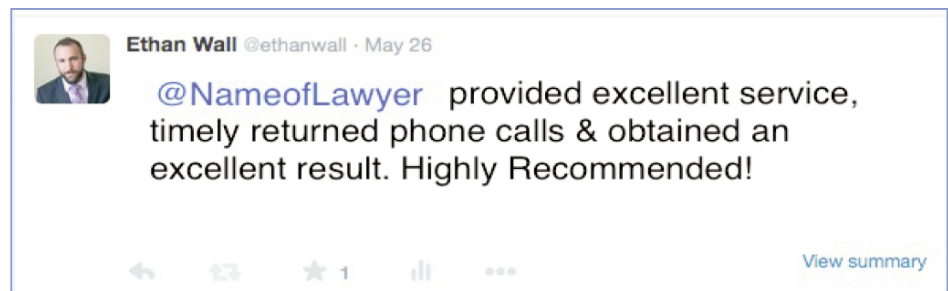 Ethan Wall @ethanwall · May 26
@NameofLawyer provided excellent service,
timely returned phone calls & obtained an
excellent result. Highly Recommended!
1
View summary